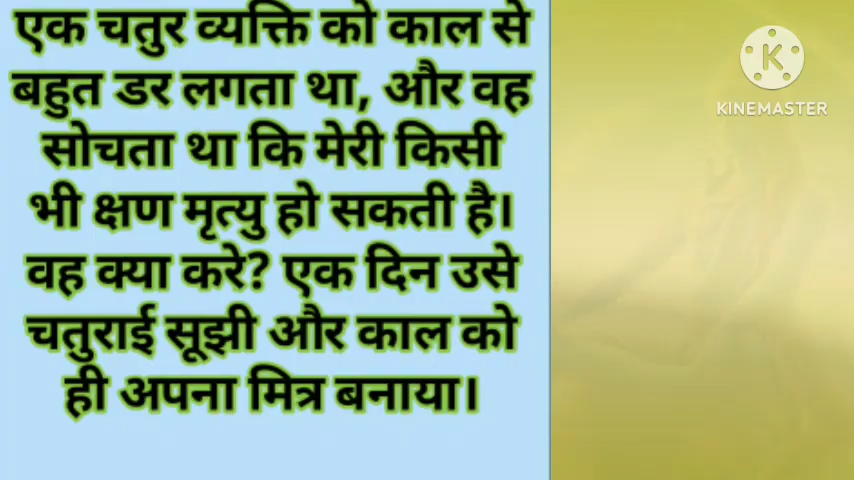 एक चतुर व्यक्ति को काल से
बहुत डर लगता था, और वह
सोचता था कि मेरी किसी
भी क्षण मृत्यु हो सकती है।
वह क्या करे? एक दिन उसे
चतुराई सूझी और काल को
ही अपना मित्र बनाया।
KINEMASTER